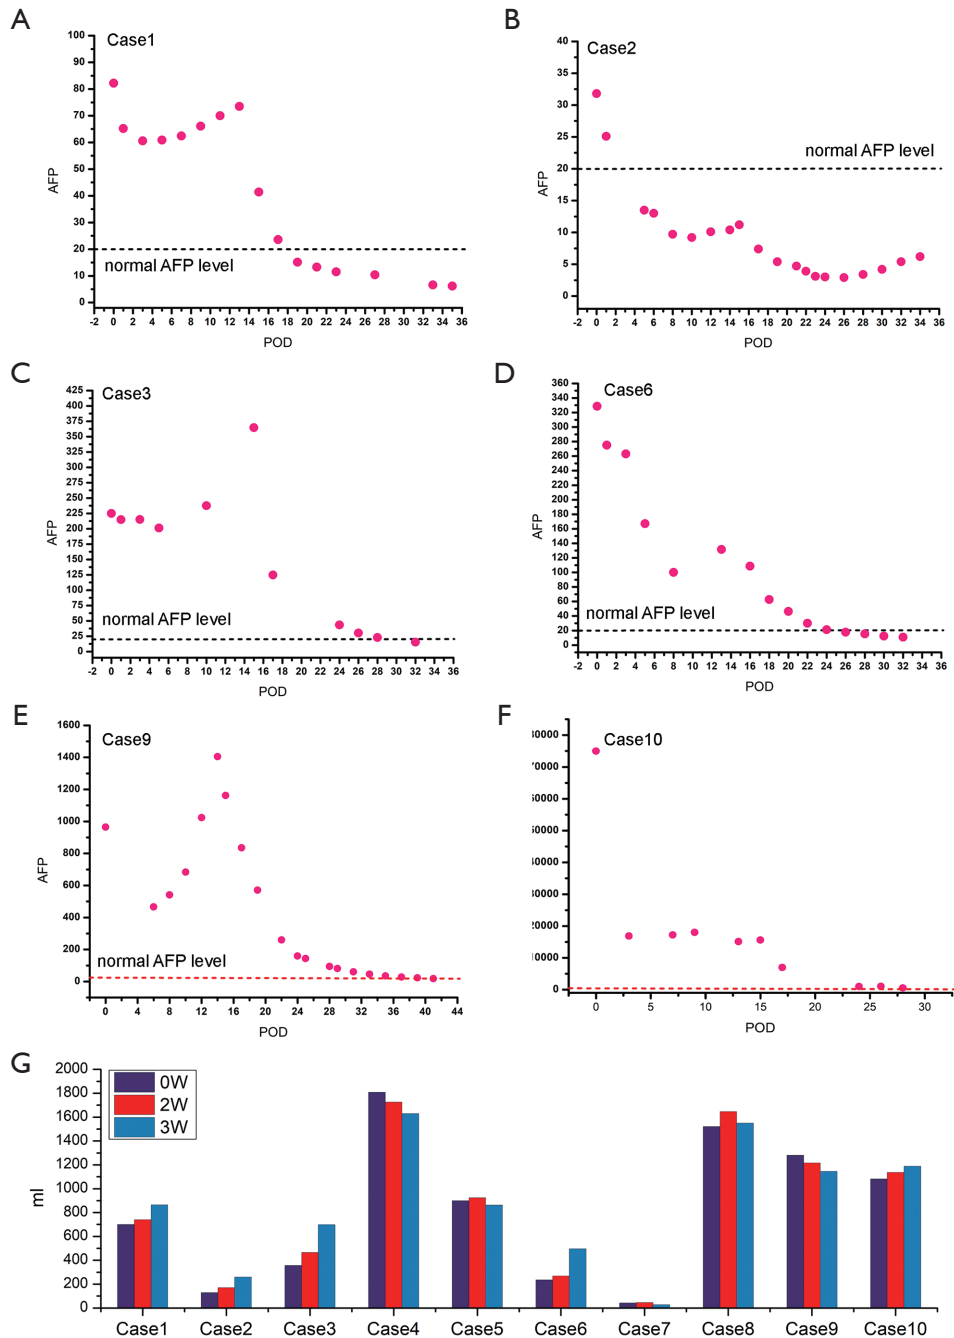 A
Case1
100
90
80
70
60
50
40
30
20
10
0
AFP
normal AFP level
-2 0 2 4 6 8 10 12 14 16 18 20 22 24 26 28 30 32 34 36
POD
B
Case2
40
35
30
25
20
15
10
5
0
AFP
normal AFP level
-2 0 2 4 6 8 10 12 14 16 18 20 22 24 26 28 30 32 34 36
POD
C
Case3
425
400
375
350
325
300
275
250
225
200
175
150
125
100
75
50
25
0
AFP
normal AFP level
-2 0 2 4 6 8 10 12 14 16 18 20 22 24 26 28 30 32 34 36
POD
D
Case6
360
340
320
300
280
260
240
220
200
180
160
140
120
100
80
60
40
20
0
AFP
normal AFP level
-2 0 2 4 6 8 10 12 14 16 18 20 22 24 26 28 30 32 34 36
POD
E
Case9
1600
1400
1200
1000
800
600
400
200
0
AFP
normal AFP level
-2 0 2 4 8 12 16 20 24 28 32 36 40 44
POD
F
Case10
80000
70000
60000
50000
40000
30000
20000
10000
0
0 5 10 15 20 25 30
POD
G
2000
1800
1600
1400
1200
1000
800
600
400
200
0
ml
0W
2W
3W
Case1 Case2 Case3 Case4 Case5 Case6 Case7 Case8 Case9 Case10